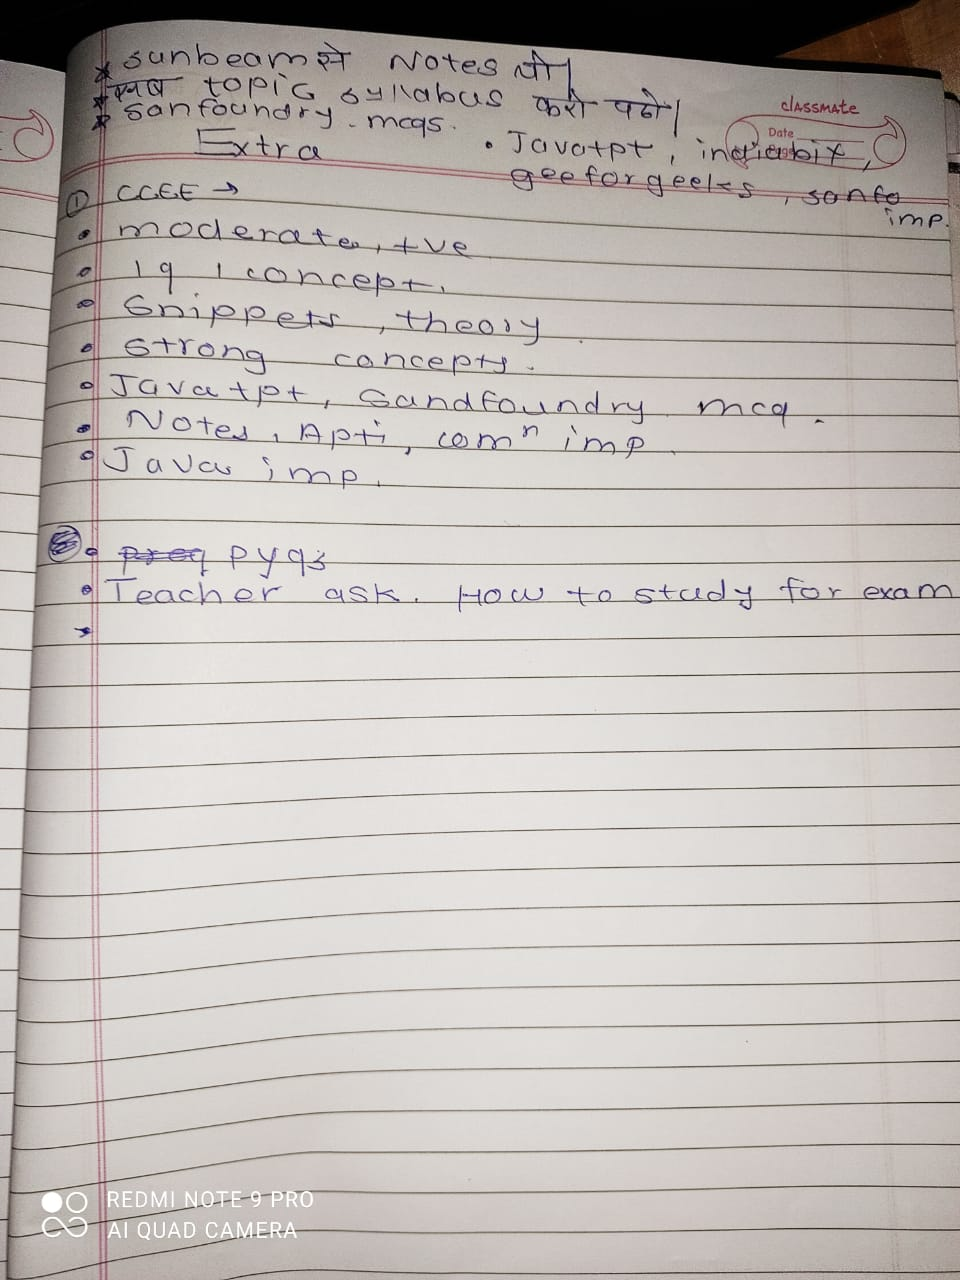 * sunbeam से Notes लो।
* सब topic syllabus करो पढो।
* sanfoundry. mcqs.
Extra
• Javatpt, indiabix,
geeforgeeks, sanfo
imp.
classmate
Date
① CCEE →
• moderate, +ve
• 1q 1 concept.
• Snippets, theory.
• Strong concepts.
• Javatpt, Sandfoundry mcq.
• Notes, Apti, comⁿ imp.
• Java imp.
• preq pyqs
• Teacher ask. How to study for exam
REDMI NOTE 9 PRO
AI QUAD CAMERA